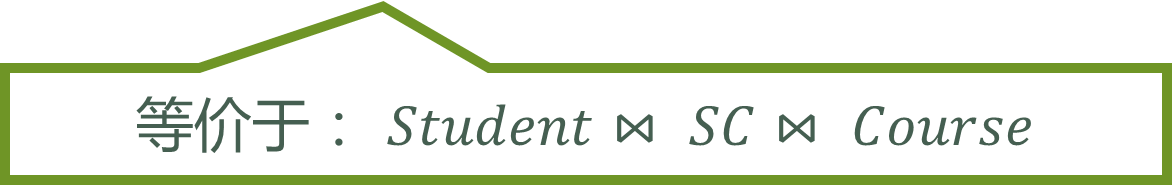 等价于： Student ⋈ SC ⋈ Course